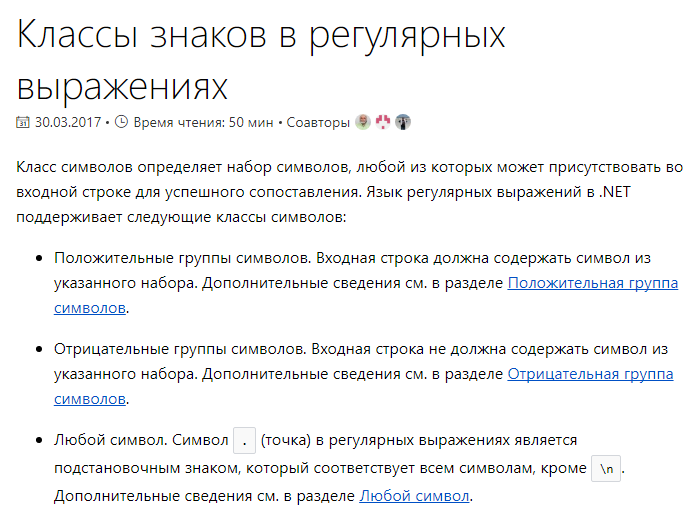 Классы знаков в регулярных
выражениях
31 30.03.2017 • Время чтения: 50 мин • Соавторы
Класс символов определяет набор символов, любой из которых может присутствовать во
входной строке для успешного сопоставления. Язык регулярных выражений в .NET
поддерживает следующие классы символов:
• Положительные группы символов. Входная строка должна содержать символ из
указанного набора. Дополнительные сведения см. в разделе Положительная группа
символов.
• Отрицательные группы символов. Входная строка не должна содержать символ из
указанного набора. Дополнительные сведения см. в разделе Отрицательная группа
символов.
• Любой символ. Символ . (точка) в регулярных выражениях является
подстановочным знаком, который соответствует всем символам, кроме \n.
Дополнительные сведения см. в разделе Любой символ.